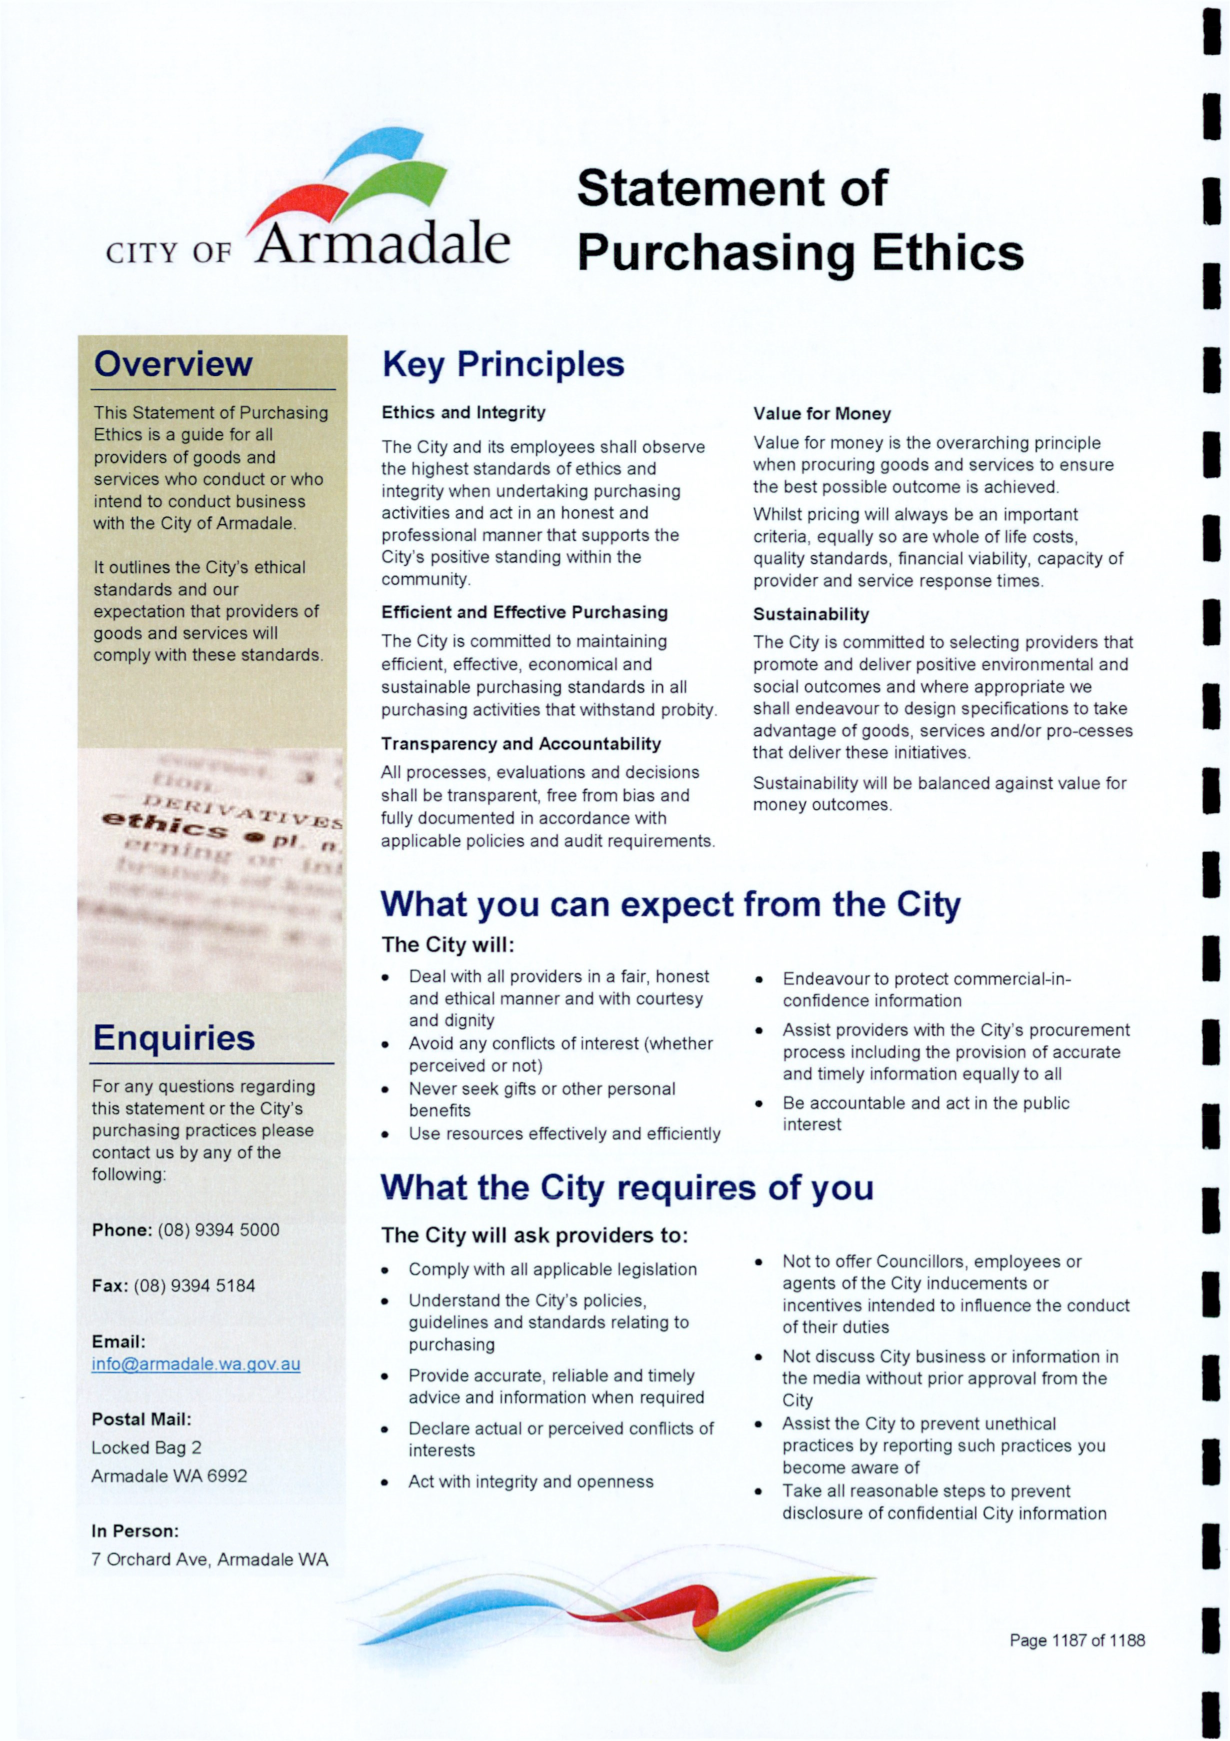 CITY OF Armadale
Statement of
Purchasing Ethics
Overview
This Statement of Purchasing
Ethics is a guide for all
providers of goods and
services who conduct or who
intend to conduct business
with the City of Armadale.
It outlines the City's ethical
standards and our
expectation that providers of
goods and services will
comply with these standards.
tion.
DERIVATIVES
ethics ● pl. n.
erning or
branch of
Enquiries
For any questions regarding
this statement or the City's
purchasing practices please
contact us by any of the
following:
Phone: (08) 9394 5000
Fax: (08) 9394 5184
Email:
info@armadale.wa.gov.au
Postal Mail:
Locked Bag 2
Armadale WA 6992
In Person:
7 Orchard Ave, Armadale WA
Key Principles
Ethics and Integrity
The City and its employees shall observe
the highest standards of ethics and
integrity when undertaking purchasing
activities and act in an honest and
professional manner that supports the
City's positive standing within the
community.
Efficient and Effective Purchasing
The City is committed to maintaining
efficient, effective, economical and
sustainable purchasing standards in all
purchasing activities that withstand probity.
Transparency and Accountability
All processes, evaluations and decisions
shall be transparent, free from bias and
fully documented in accordance with
applicable policies and audit requirements.
Value for Money
Value for money is the overarching principle
when procuring goods and services to ensure
the best possible outcome is achieved.
Whilst pricing will always be an important
criteria, equally so are whole of life costs,
quality standards, financial viability, capacity of
provider and service response times.
Sustainability
The City is committed to selecting providers that
promote and deliver positive environmental and
social outcomes and where appropriate we
shall endeavour to design specifications to take
advantage of goods, services and/or pro-cesses
that deliver these initiatives.
Sustainability will be balanced against value for
money outcomes.
What you can expect from the City
The City will:
• Deal with all providers in a fair, honest
and ethical manner and with courtesy
and dignity
• Avoid any conflicts of interest (whether
perceived or not)
• Never seek gifts or other personal
benefits
• Use resources effectively and efficiently
• Endeavour to protect commercial-in-
confidence information
• Assist providers with the City's procurement
process including the provision of accurate
and timely information equally to all
• Be accountable and act in the public
interest
What the City requires of you
The City will ask providers to:
• Comply with all applicable legislation
• Understand the City's policies,
guidelines and standards relating to
purchasing
• Provide accurate, reliable and timely
advice and information when required
• Declare actual or perceived conflicts of
interests
• Act with integrity and openness
• Not to offer Councillors, employees or
agents of the City inducements or
incentives intended to influence the conduct
of their duties
• Not discuss City business or information in
the media without prior approval from the
City
• Assist the City to prevent unethical
practices by reporting such practices you
become aware of
• Take all reasonable steps to prevent
disclosure of confidential City information
Page 1187 of 1188